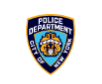 POLICE
DEPARTMENT
CITY OF
NEW YORK